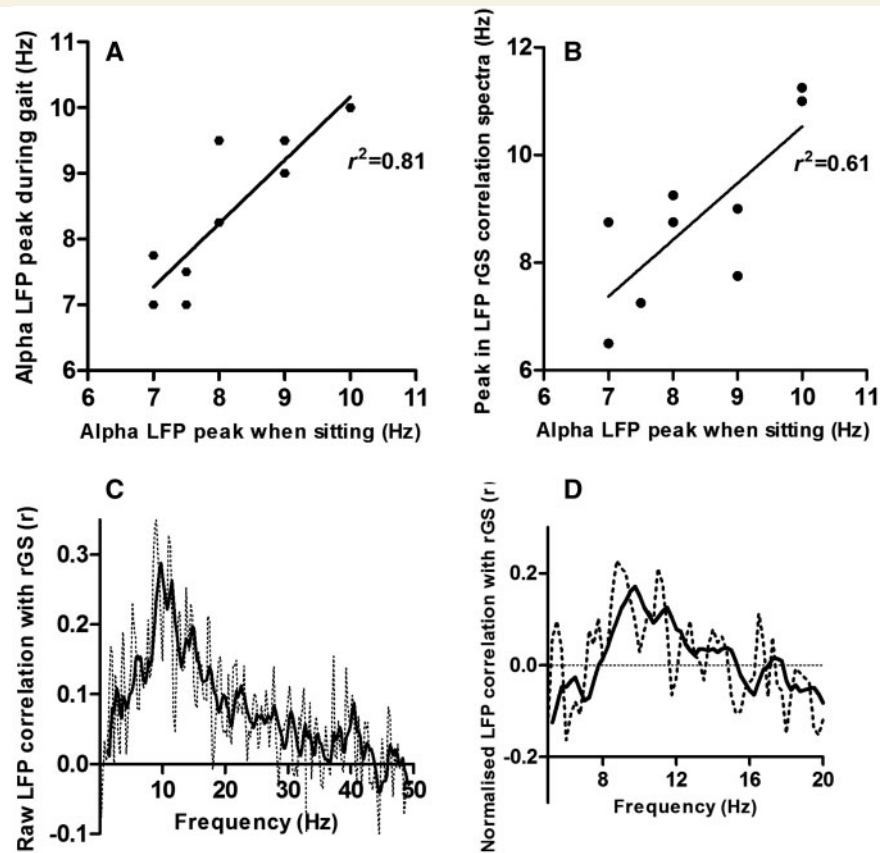 A
Alpha LFP peak during gait (Hz)
11
10
9
8
7
6
r²=0.81
6 7 8 9 10 11
Alpha LFP peak when sitting (Hz)
B
Peak in LFP rGS correlation spectra (Hz)
12
10
8
6
r²=0.61
6 7 8 9 10 11
Alpha LFP peak when sitting (Hz)
C
Raw LFP correlation with rGS (r)
0.3
0.2
0.1
0.0
-0.1
10 20 30 40 50
Frequency (Hz)
D
Normalised LFP correlation with rGS (r)
0.2
0.0
-0.2
8 12 16 20
Frequency (Hz)